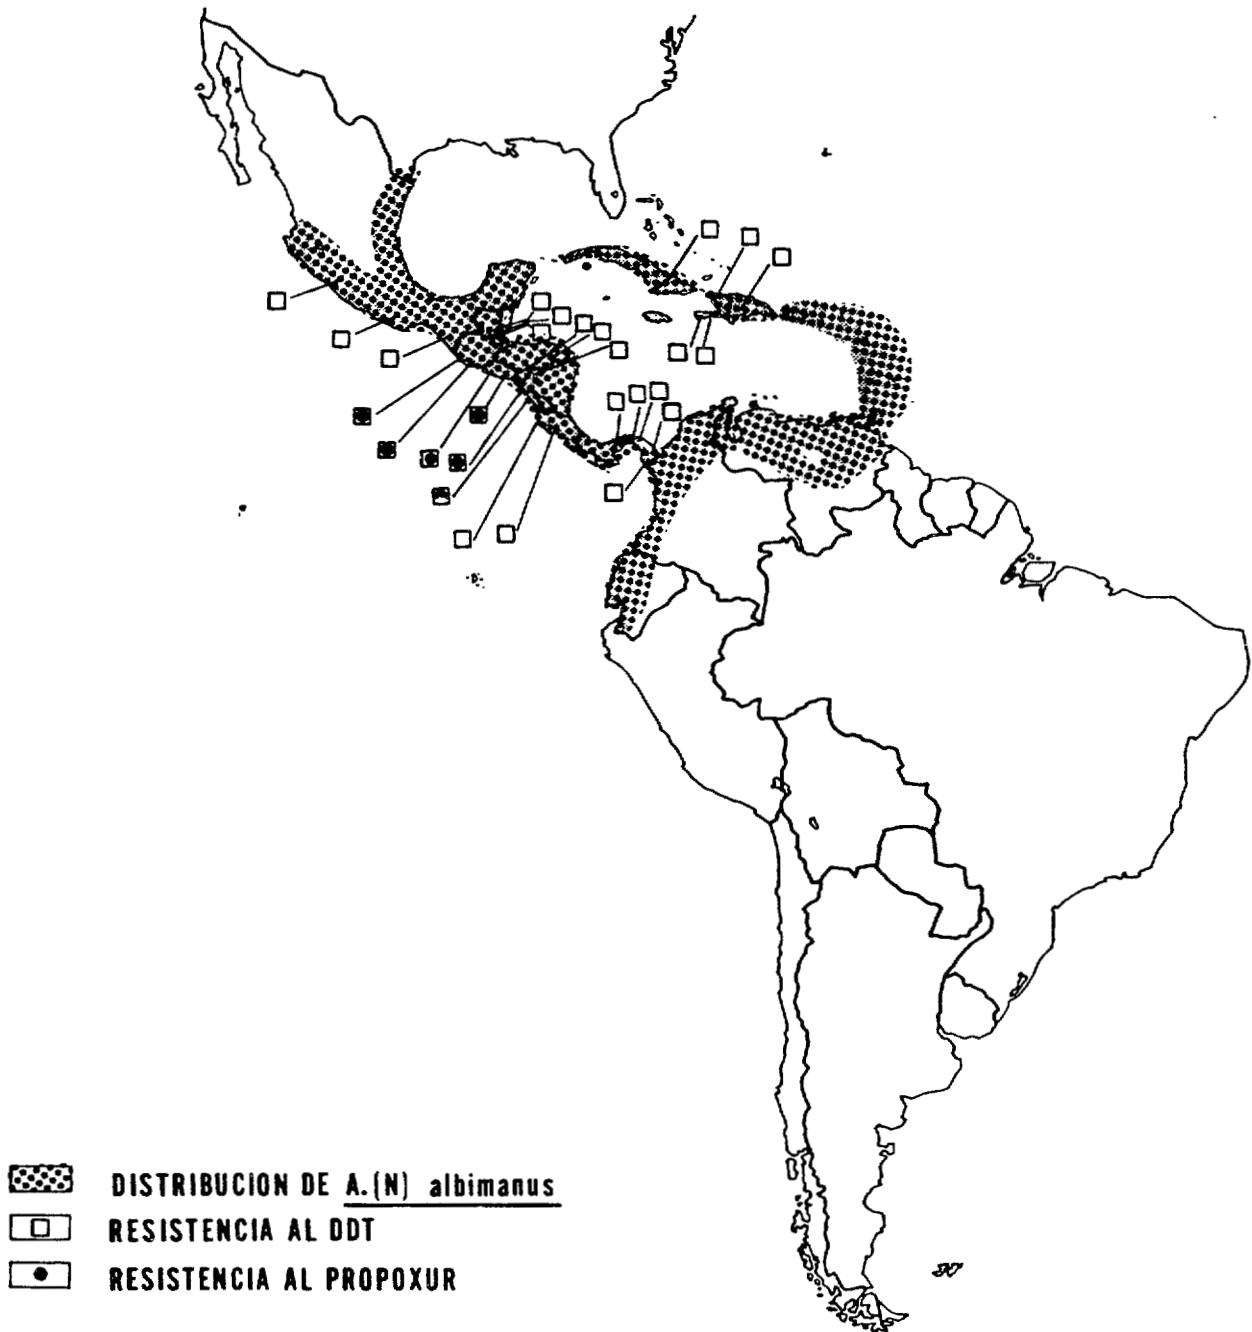 DISTRIBUCION DE A.(N) albimanus
RESISTENCIA AL DDT
RESISTENCIA AL PROPOXUR